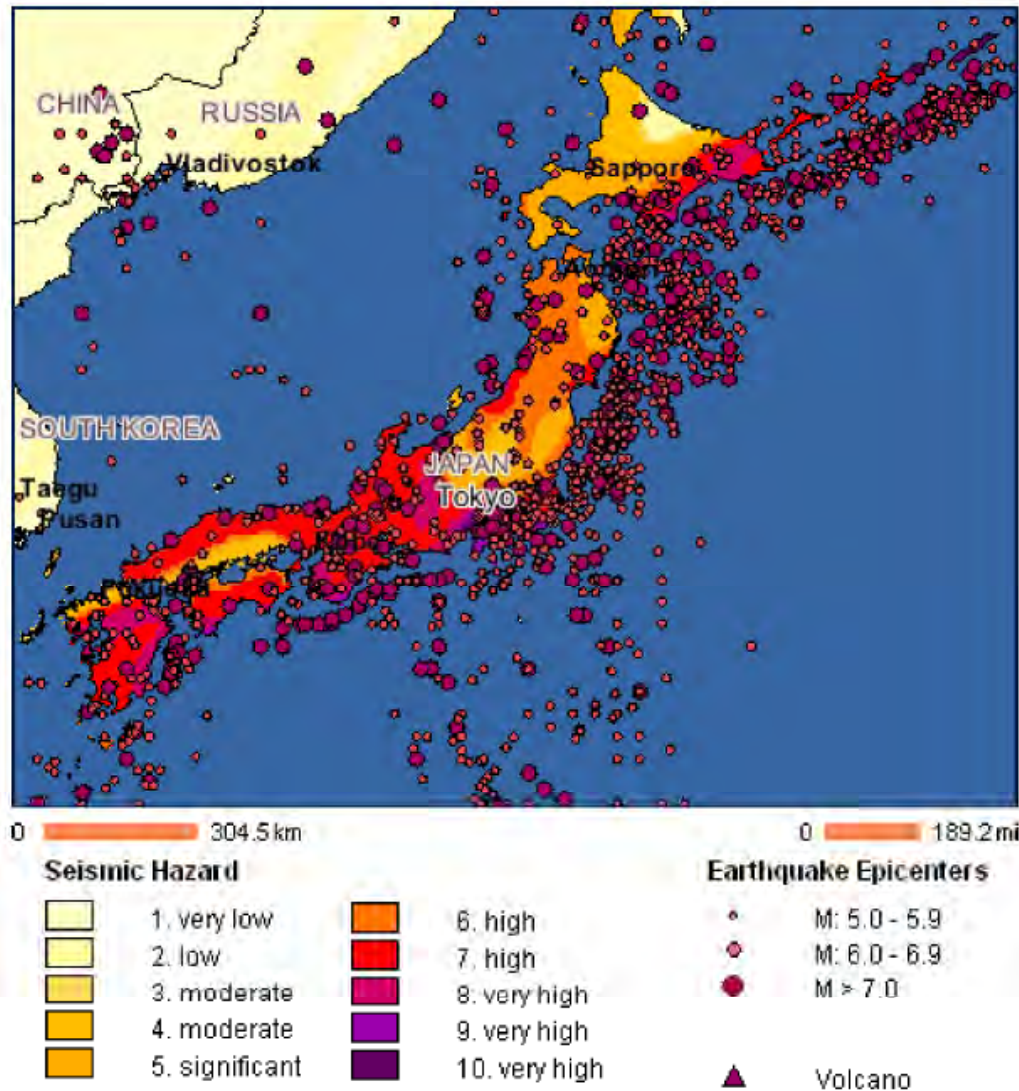 CHINA
RUSSIA
Vladivostok
Sapporo
SOUTH KOREA
JAPAN
Tokyo
Taegu
Pusan
0 304.5 km
0 189.2 mi
Seismic Hazard
1. very low
2. low
3. moderate
4. moderate
5. significant
6. high
7. high
8. very high
9. very high
10. very high
Earthquake Epicenters
M: 5.0 - 5.9
M: 6.0 - 6.9
M > 7.0
Volcano